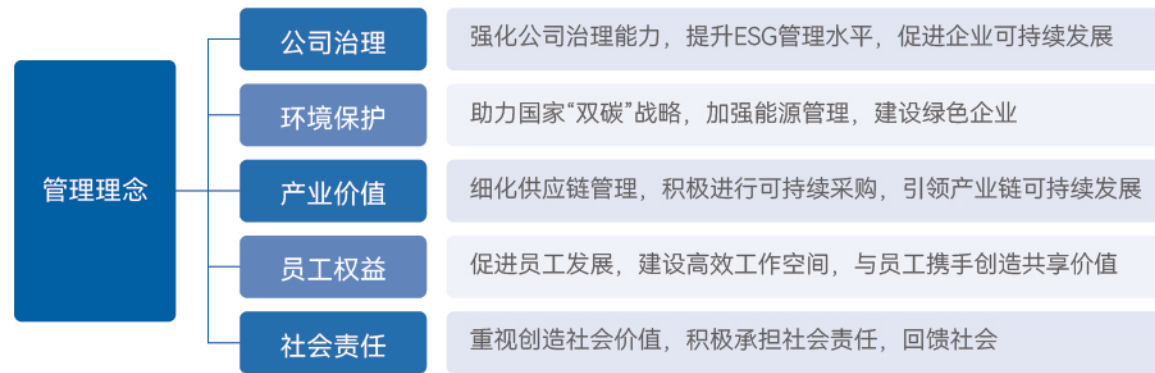 管理理念
公司治理
强化公司治理能力，提升ESG管理水平，促进企业可持续发展
环境保护
助力国家“双碳”战略，加强能源管理，建设绿色企业
产业价值
细化供应链管理，积极进行可持续采购，引领产业链可持续发展
员工权益
促进员工发展，建设高效工作空间，与员工携手创造共享价值
社会责任
重视创造社会价值，积极承担社会责任，回馈社会